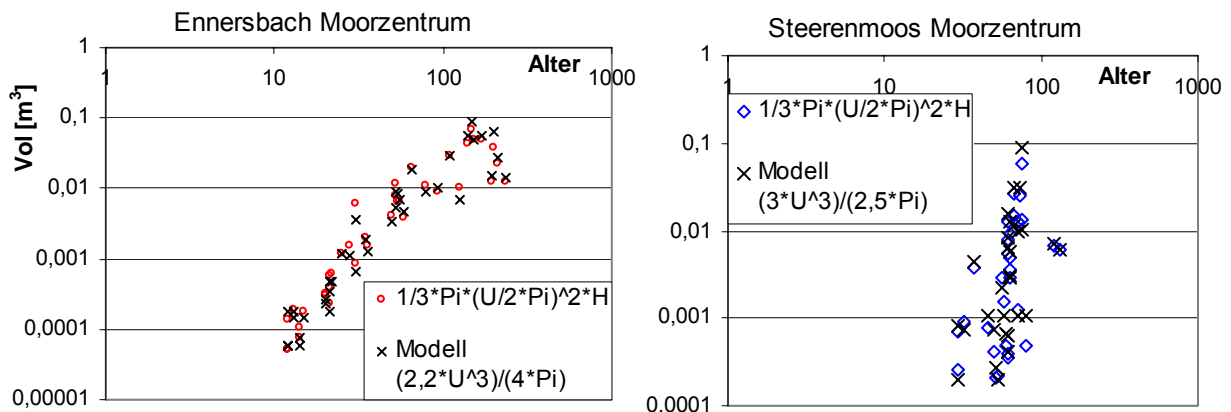 Ennersbach Moorzentrum
Vol [m³]
1
0,1
0,01
0,001
0,0001
0,00001
1
10
100
1000
Alter
1/3*Pi*(U/2*Pi)^2*H
Modell
(2,2*U^3)/(4*Pi)
Steerenmoos Moorzentrum
1
0,1
0,01
0,001
0,0001
1
10
100
1000
Alter
1/3*Pi*(U/2*Pi)^2*H
Modell
(3*U^3)/(2,5*Pi)